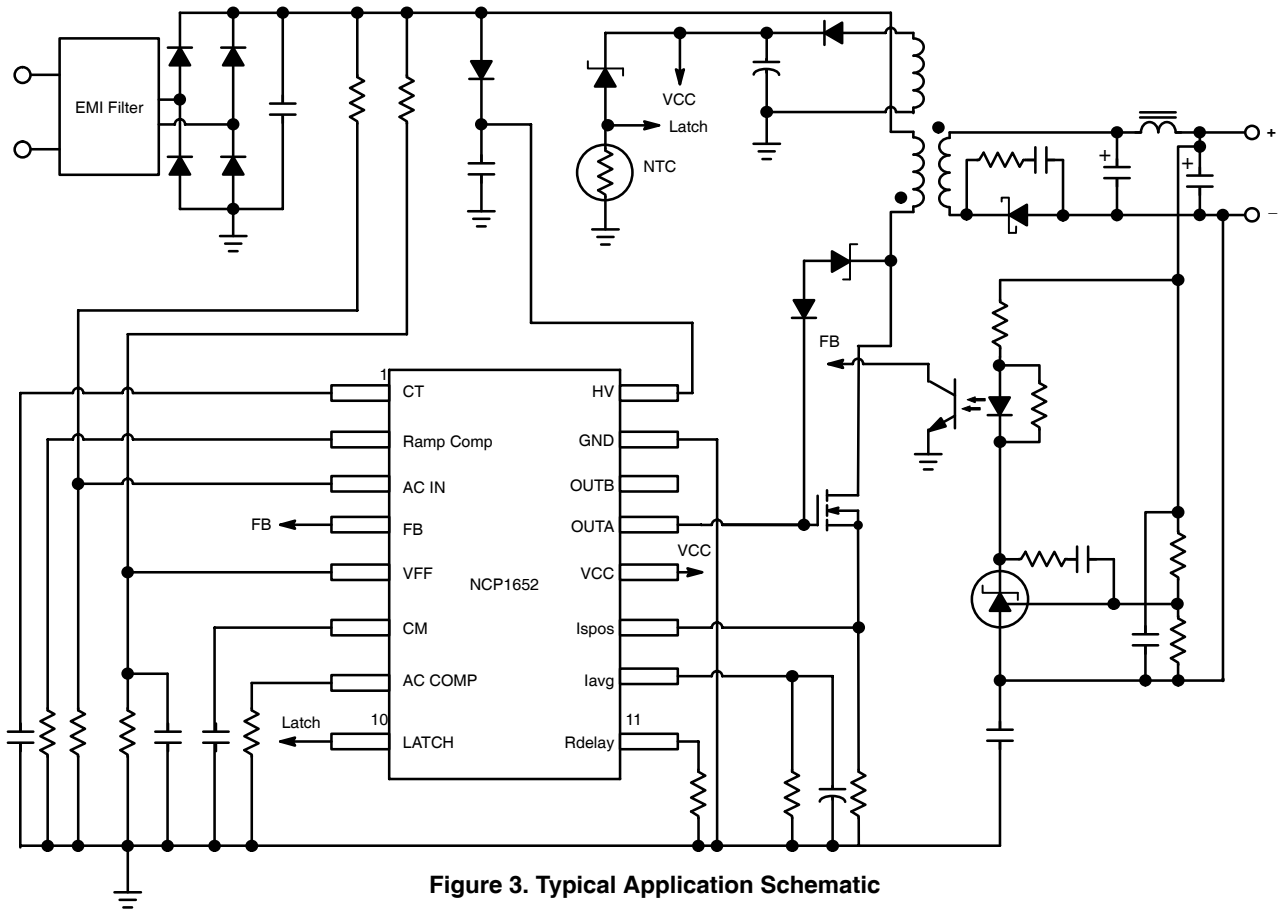 EMI Filter
VCC
Latch
NTC
+
+
+
−
FB
1
CT
HV
Ramp Comp
GND
AC IN
OUTB
FB
FB
OUTA
VCC
VFF
VCC
NCP1652
CM
Ispos
AC COMP
Iavg
Latch
10
11
LATCH
Rdelay
Figure 3. Typical Application Schematic